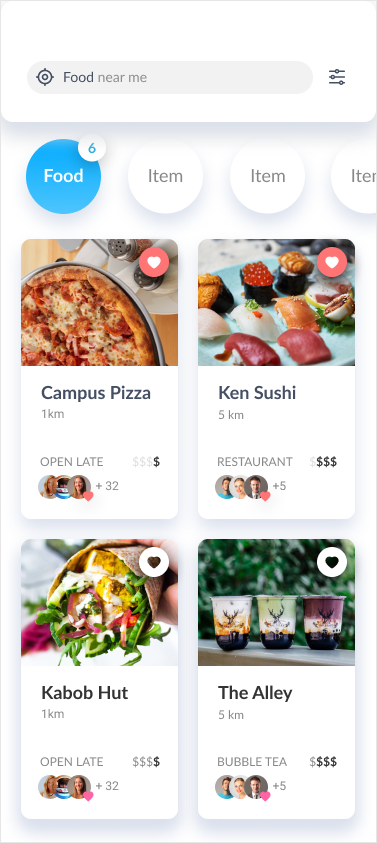 Food near me
6
Food
Item
Item
Item
Campus Pizza
1km
OPEN LATE $$$$
+ 32
Ken Sushi
5 km
RESTAURANT $$$$
+5
Kabob Hut
1km
OPEN LATE $$$$
+ 32
The Alley
5 km
BUBBLE TEA $$$$
+5